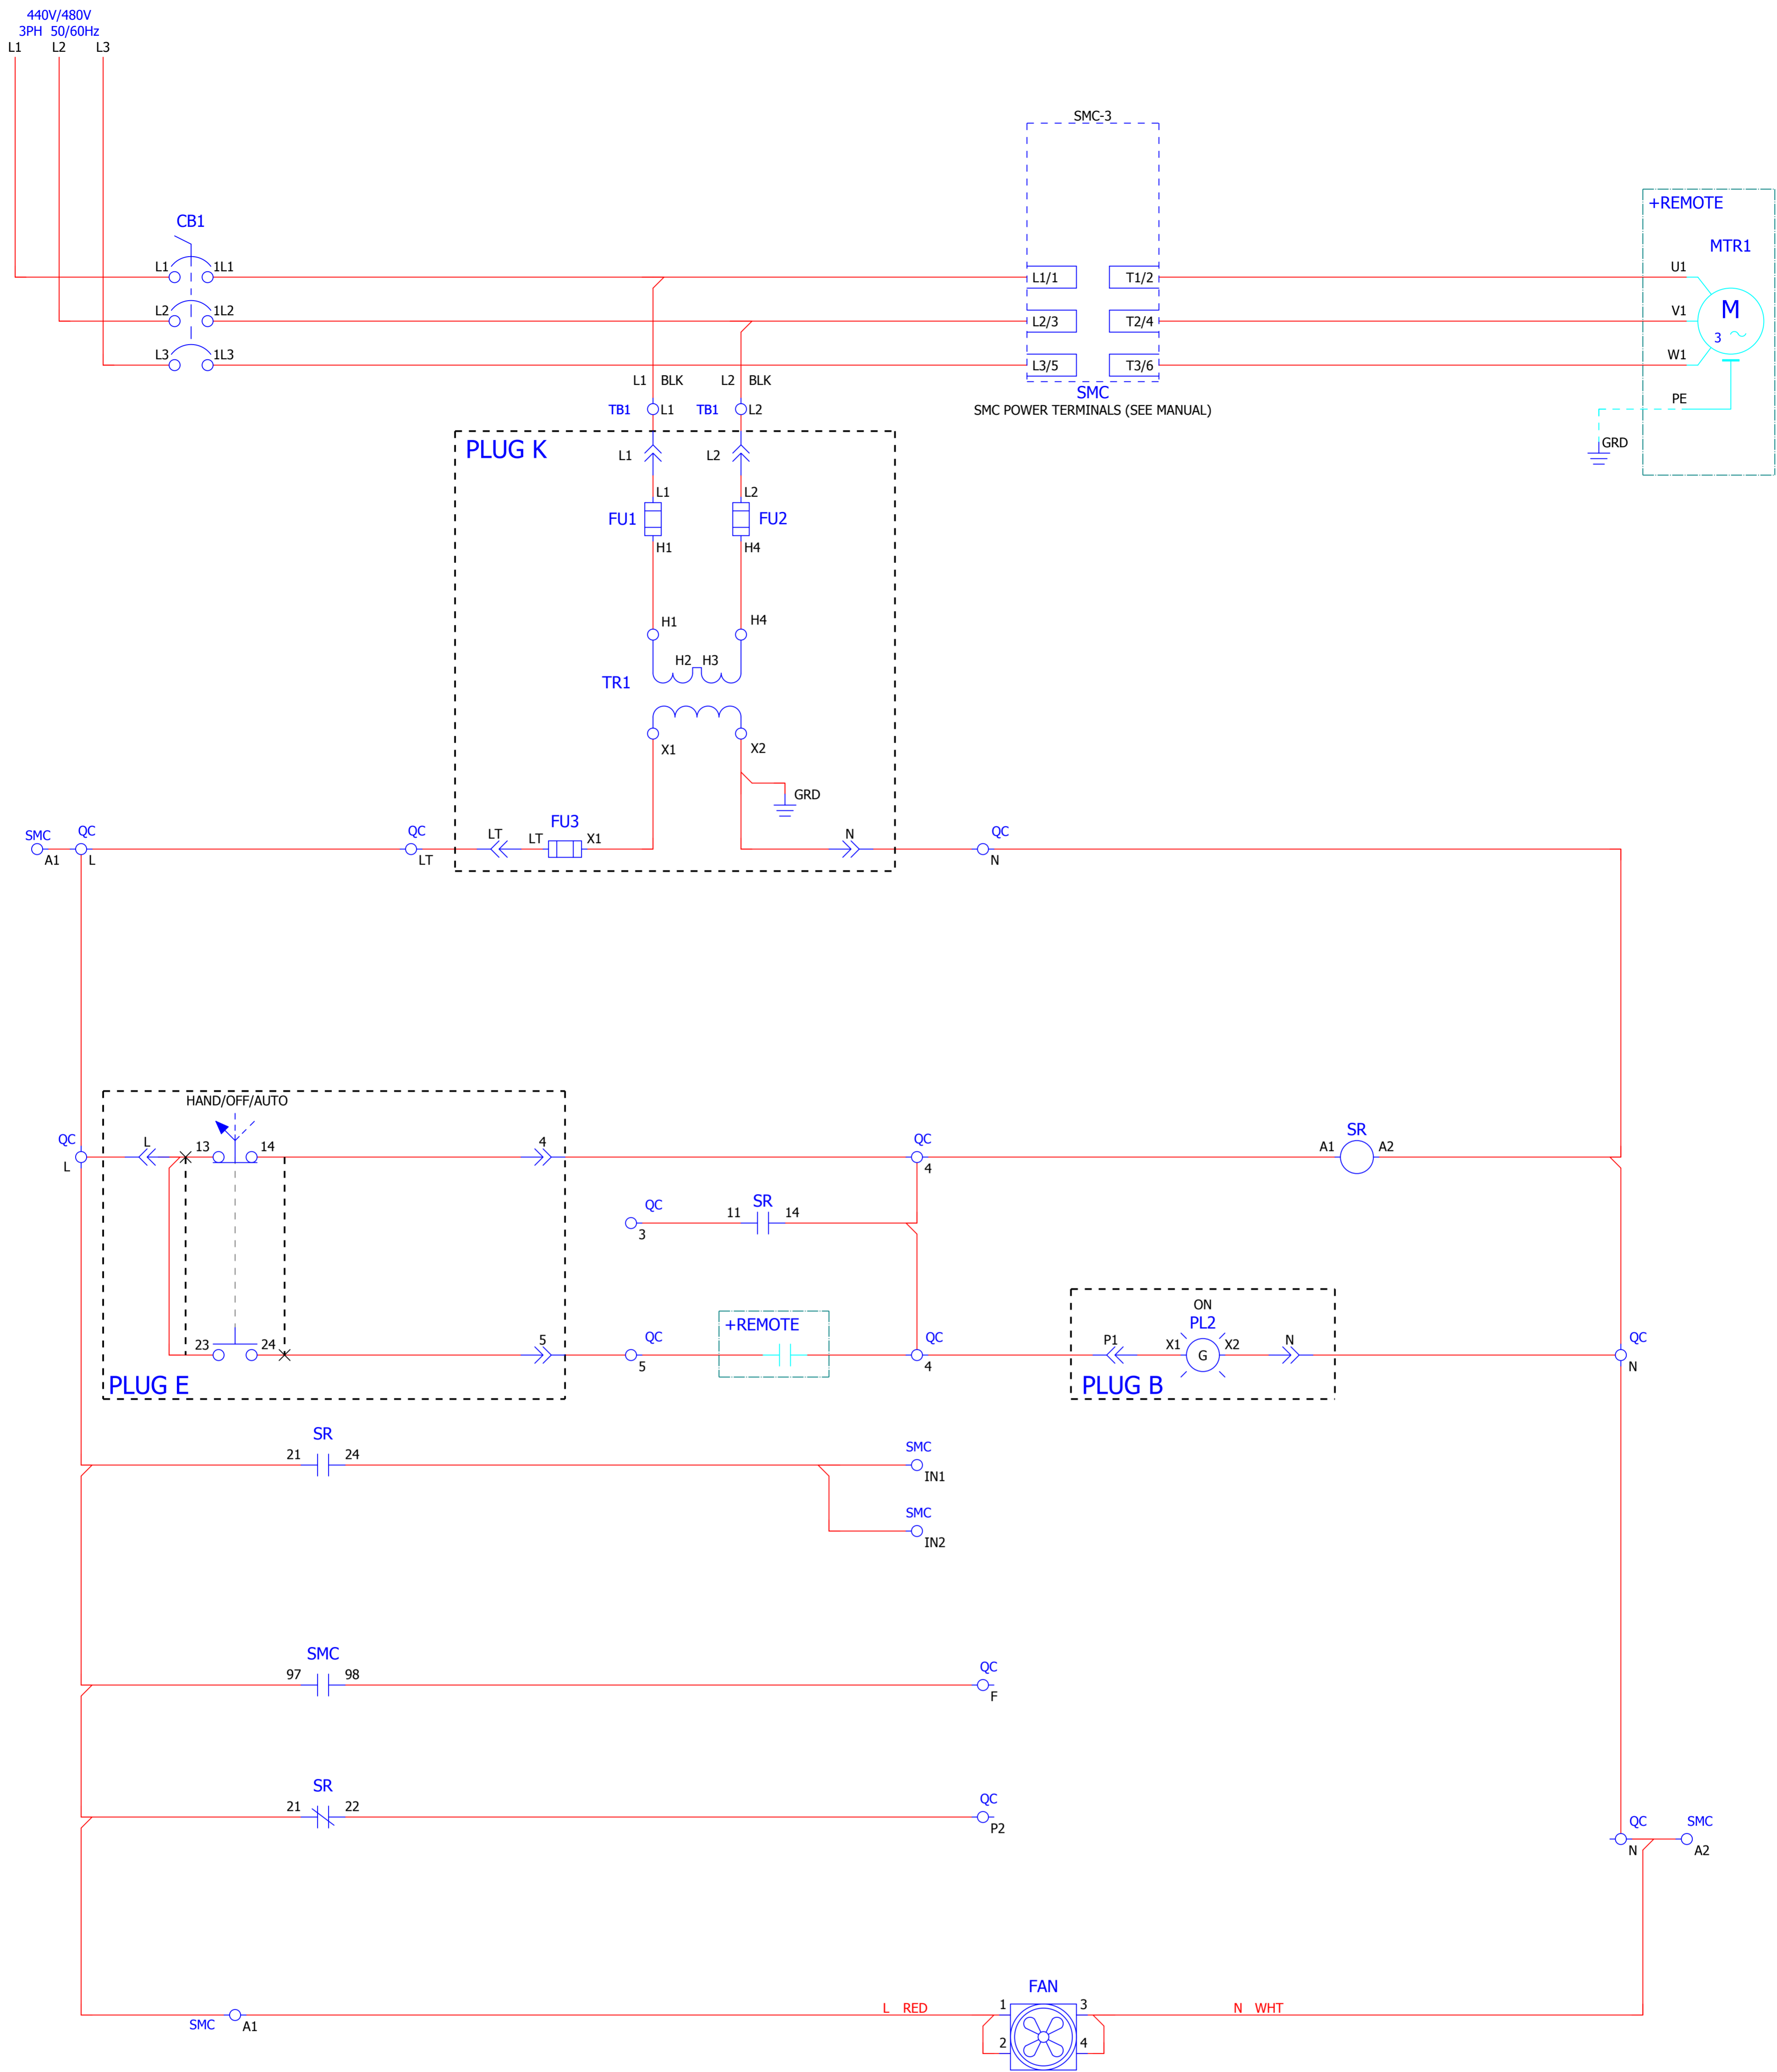 440V/480V
3PH 50/60Hz
L1 L2 L3
SMC-3
+REMOTE
CB1
MTR1
L1 1L1 L1/1 T1/2 U1
L2 1L2 L2/3 T2/4 V1
M
3
L3 1L3 L3/5 T3/6 W1
L1 BLK L2 BLK
SMC
PE
TB1 L1 TB1 L2
SMC POWER TERMINALS (SEE MANUAL)
GRD
PLUG K
L1 L2
L1 L2
FU1 FU2
H1 H4
H1 H4
H2 H3
TR1
X1 X2
GRD
FU3
SMC QC QC LT LT X1 N QC
A1 L LT N
HAND/OFF/AUTO
QC L 13 14 4 QC SR
A1 A2
L 4
QC SR
11 14
3
ON
+REMOTE PL2
23 24 5 QC QC P1 X1 X2 N QC
G
5 4 N
PLUG E PLUG B
SR
21 24 SMC
IN1
SMC
IN2
SMC
97 98 QC
F
SR
21 22 QC
P2
QC SMC
N A2
FAN
L RED 1 3 N WHT
SMC A1
2 4